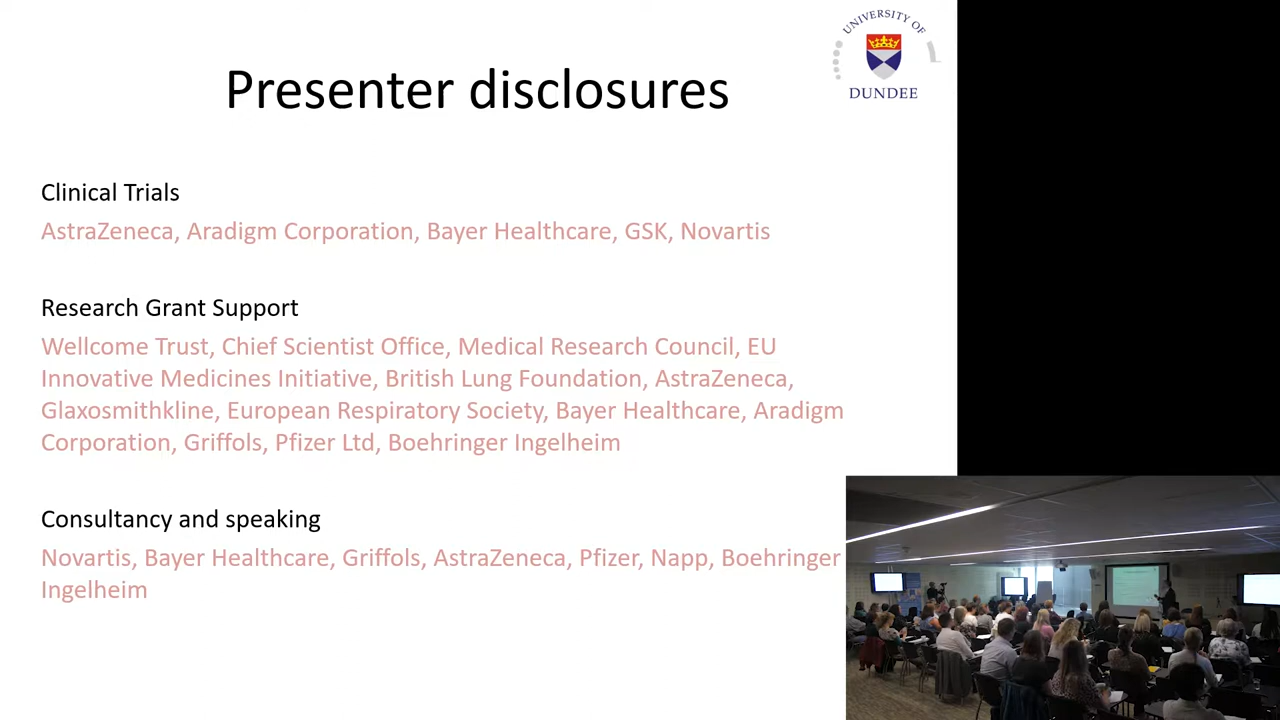 UNIVERSITY OF
DUNDEE
Presenter disclosures
Clinical Trials
AstraZeneca, Aradigm Corporation, Bayer Healthcare, GSK, Novartis
Research Grant Support
Wellcome Trust, Chief Scientist Office, Medical Research Council, EU
Innovative Medicines Initiative, British Lung Foundation, AstraZeneca,
Glaxosmithkline, European Respiratory Society, Bayer Healthcare, Aradigm
Corporation, Griffols, Pfizer Ltd, Boehringer Ingelheim
Consultancy and speaking
Novartis, Bayer Healthcare, Griffols, AstraZeneca, Pfizer, Napp, Boehringer
Ingelheim